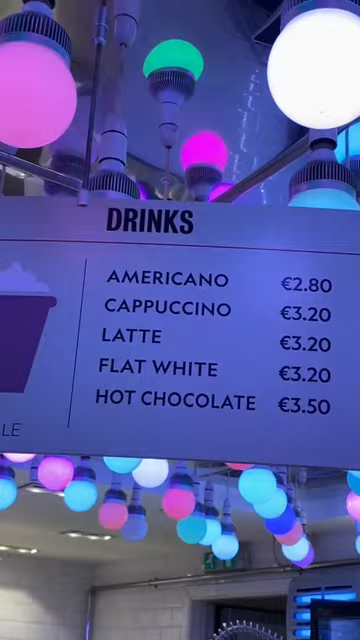 DRINKS
AMERICANO €2.80
CAPPUCCINO €3.20
LATTE €3.20
FLAT WHITE €3.20
HOT CHOCOLATE €3.50